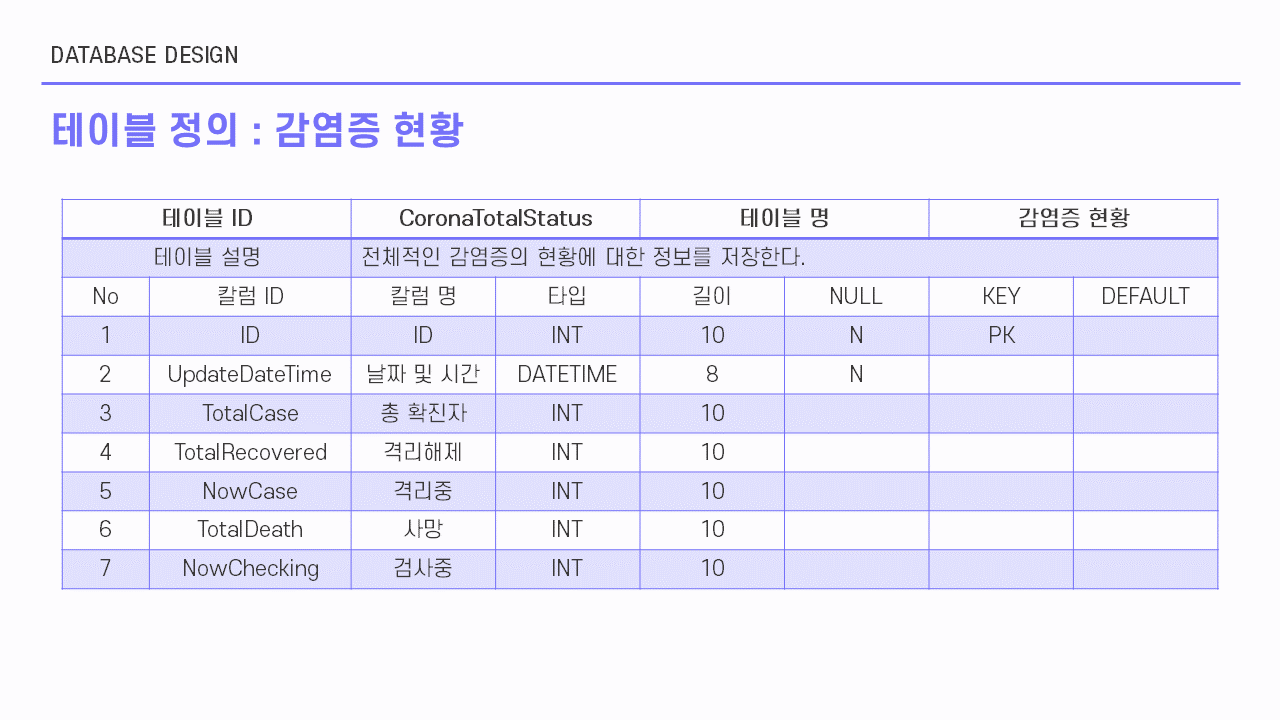 DATABASE DESIGN
테이블 정의 : 감염증 현황
테이블 ID CoronaTotalStatus 테이블 명 감염증 현황
테이블 설명 전체적인 감염증의 현황에 대한 정보를 저장한다.
No 칼럼 ID 칼럼 명 타입 길이 NULL KEY DEFAULT
1 ID ID INT 10 N PK
2 UpdateDateTime 날짜 및 시간 DATETIME 8 N
3 TotalCase 총 확진자 INT 10
4 TotalRecovered 격리해제 INT 10
5 NowCase 격리중 INT 10
6 TotalDeath 사망 INT 10
7 NowChecking 검사중 INT 10